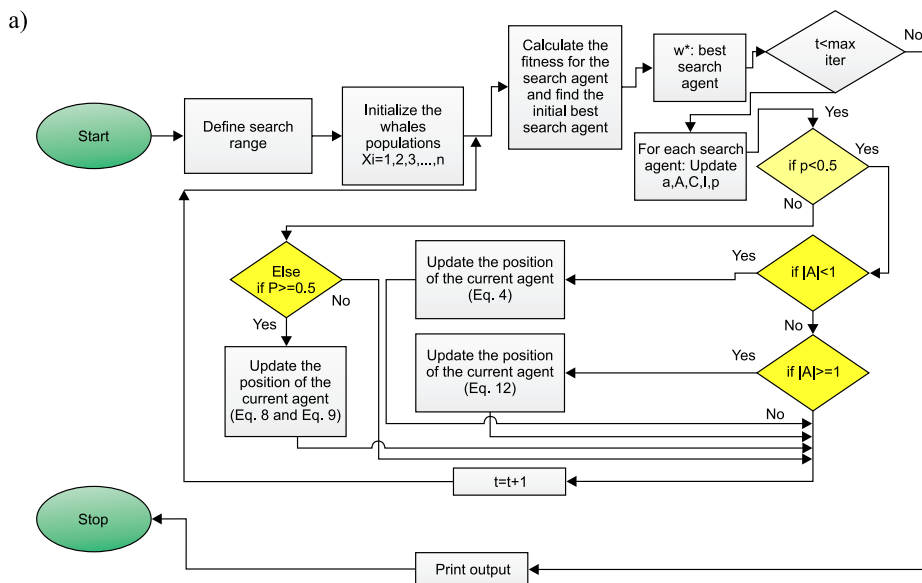 a)
Start
Define search
range
Initialize the
whales
populations
Xi=1,2,3,...,n
Calculate the
fitness for the
search agent
and find the
initial best
search agent
w*: best
search
agent
t<max
iter
No
Yes
For each search
agent: Update
a,A,C,l,p
if p<0.5
Yes
No
Else
if P>=0.5
No
Yes
Update the
position of the
current agent
(Eq. 8 and Eq. 9)
Update the position
of the current agent
(Eq. 4)
Yes
if |A|<1
No
Update the position
of the current agent
(Eq. 12)
Yes
if |A|>=1
No
t=t+1
Stop
Print output